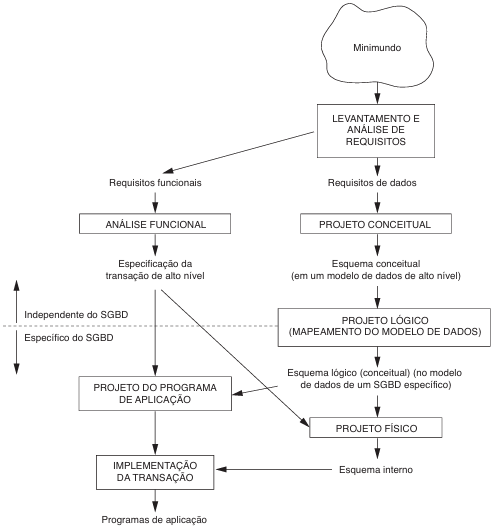 Minimundo
LEVANTAMENTO E
ANÁLISE DE
REQUISITOS
Requisitos funcionais
Requisitos de dados
ANÁLISE FUNCIONAL
PROJETO CONCEITUAL
Especificação da
transação de alto nível
Esquema conceitual
(em um modelo de dados de alto nível)
Independente do SGBD
Específico do SGBD
PROJETO LÓGICO
(MAPEAMENTO DO MODELO DE DADOS)
Esquema lógico (conceitual) (no modelo
de dados de um SGBD específico)
PROJETO DO PROGRAMA
DE APLICAÇÃO
PROJETO FÍSICO
IMPLEMENTAÇÃO
DA TRANSAÇÃO
Esquema interno
Programas de aplicação